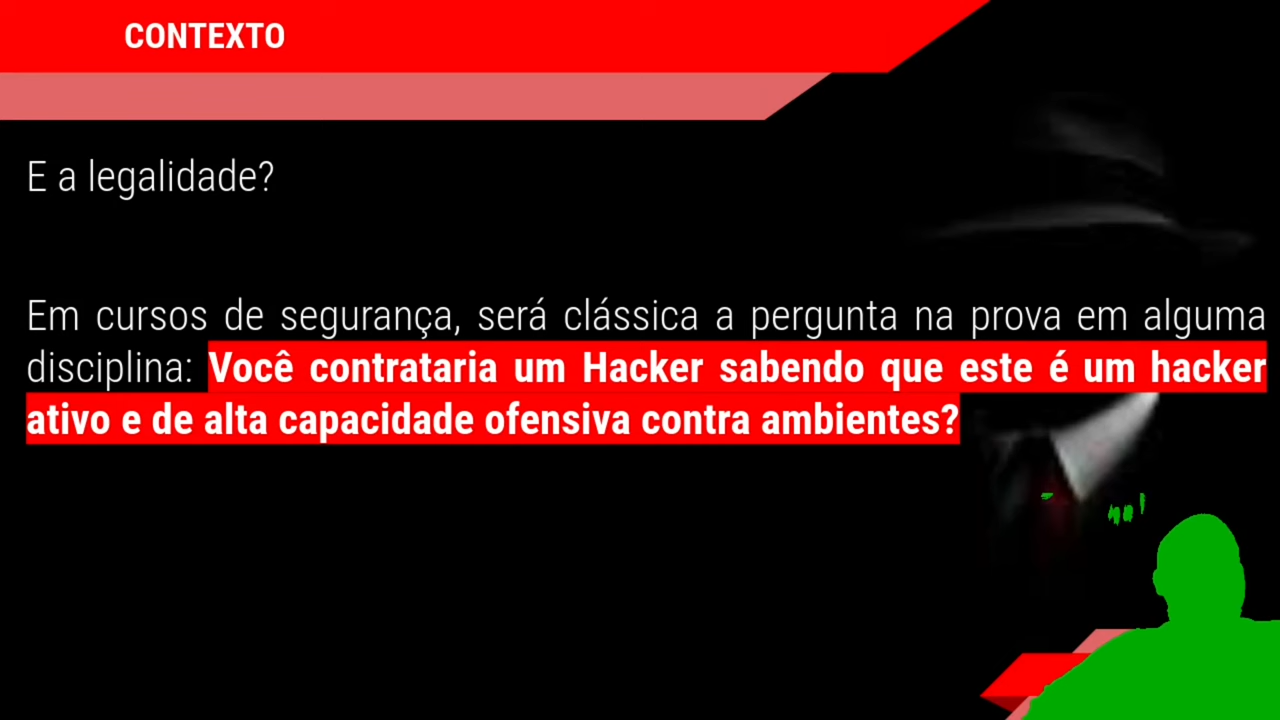 CONTEXTO
E a legalidade?
Em cursos de segurança, será clássica a pergunta na prova em alguma
disciplina: Você contrataria um Hacker sabendo que este é um hacker
ativo e de alta capacidade ofensiva contra ambientes?